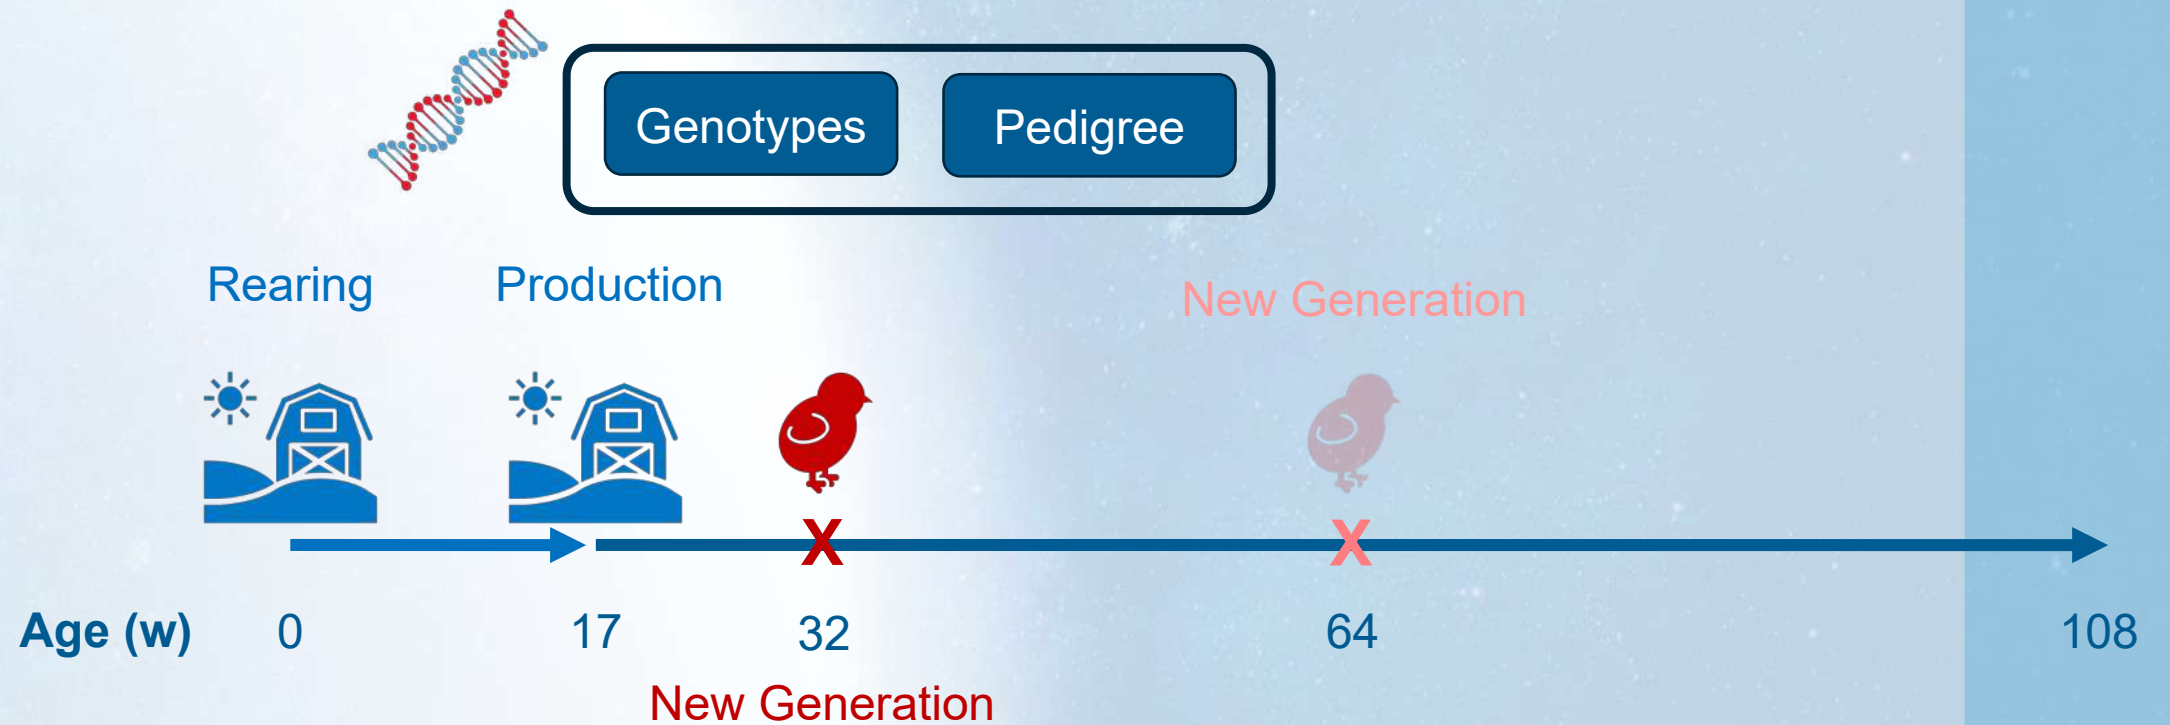 Genotypes Pedigree
Rearing Production New Generation
X X
Age (w) 0 17 32 64 108
New Generation